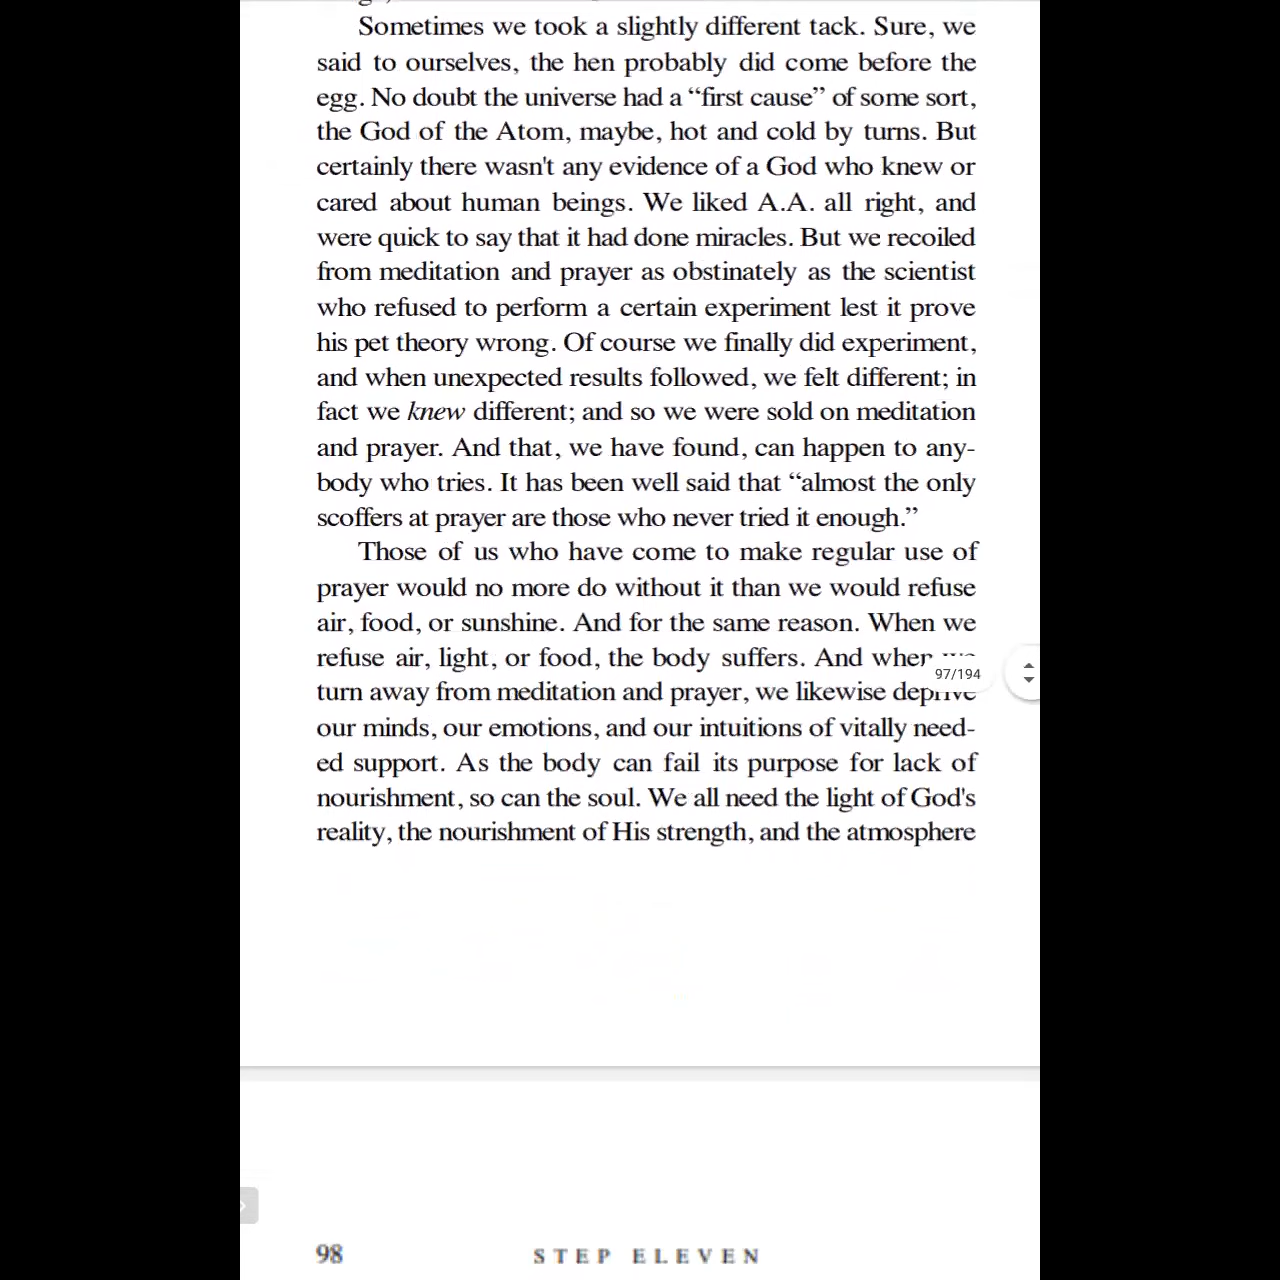 Sometimes we took a slightly different tack. Sure, we
said to ourselves, the hen probably did come before the
egg. No doubt the universe had a “first cause” of some sort,
the God of the Atom, maybe, hot and cold by turns. But
certainly there wasn't any evidence of a God who knew or
cared about human beings. We liked A.A. all right, and
were quick to say that it had done miracles. But we recoiled
from meditation and prayer as obstinately as the scientist
who refused to perform a certain experiment lest it prove
his pet theory wrong. Of course we finally did experiment,
and when unexpected results followed, we felt different; in
fact we knew different; and so we were sold on meditation
and prayer. And that, we have found, can happen to any-
body who tries. It has been well said that “almost the only
scoffers at prayer are those who never tried it enough.”
Those of us who have come to make regular use of
prayer would no more do without it than we would refuse
air, food, or sunshine. And for the same reason. When we
refuse air, light, or food, the body suffers. And when
97/194
turn away from meditation and prayer, we likewise deprive
our minds, our emotions, and our intuitions of vitally need-
ed support. As the body can fail its purpose for lack of
nourishment, so can the soul. We all need the light of God's
reality, the nourishment of His strength, and the atmosphere
98 STEP ELEVEN